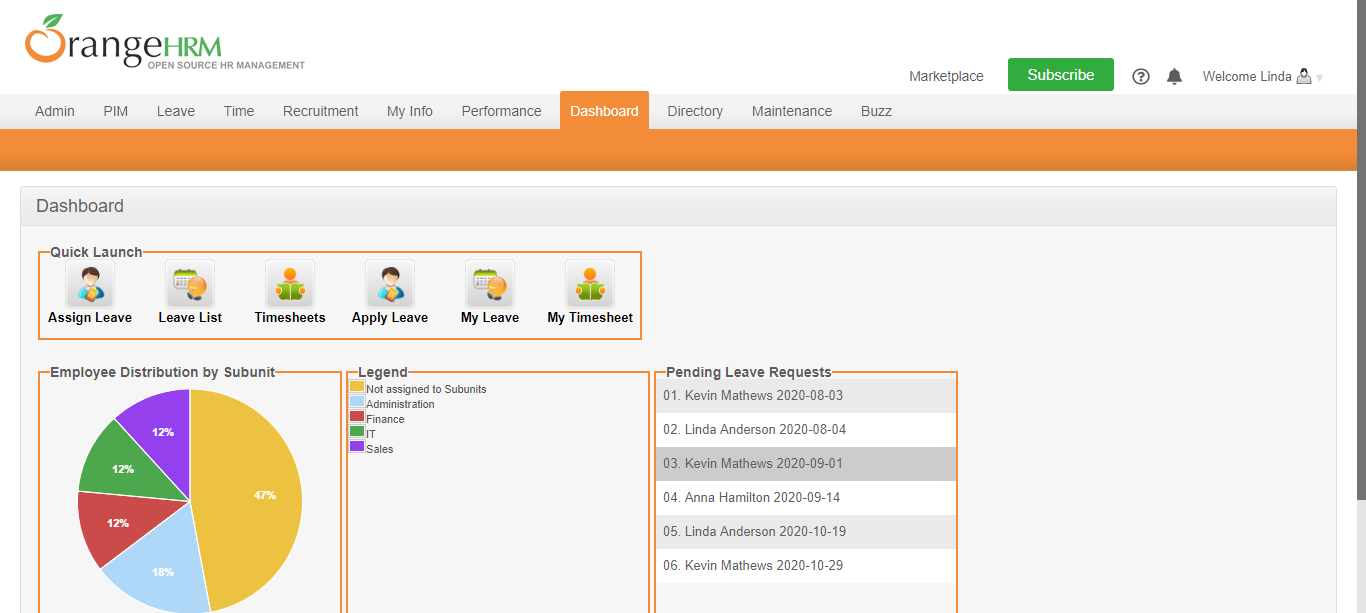 OrangeHRM
OPEN SOURCE HR MANAGEMENT
Marketplace Subscribe ? Welcome Linda
Admin PIM Leave Time Recruitment My Info Performance Dashboard Directory Maintenance Buzz
Dashboard
Quick Launch
Assign Leave Leave List Timesheets Apply Leave My Leave My Timesheet
Employee Distribution by Subunit
12%
47%
12%
12%
18%
Legend
Not assigned to Subunits
Administration
Finance
IT
Sales
Pending Leave Requests
01. Kevin Mathews 2020-08-03
02. Linda Anderson 2020-08-04
03. Kevin Mathews 2020-09-01
04. Anna Hamilton 2020-09-14
05. Linda Anderson 2020-10-19
06. Kevin Mathews 2020-10-29